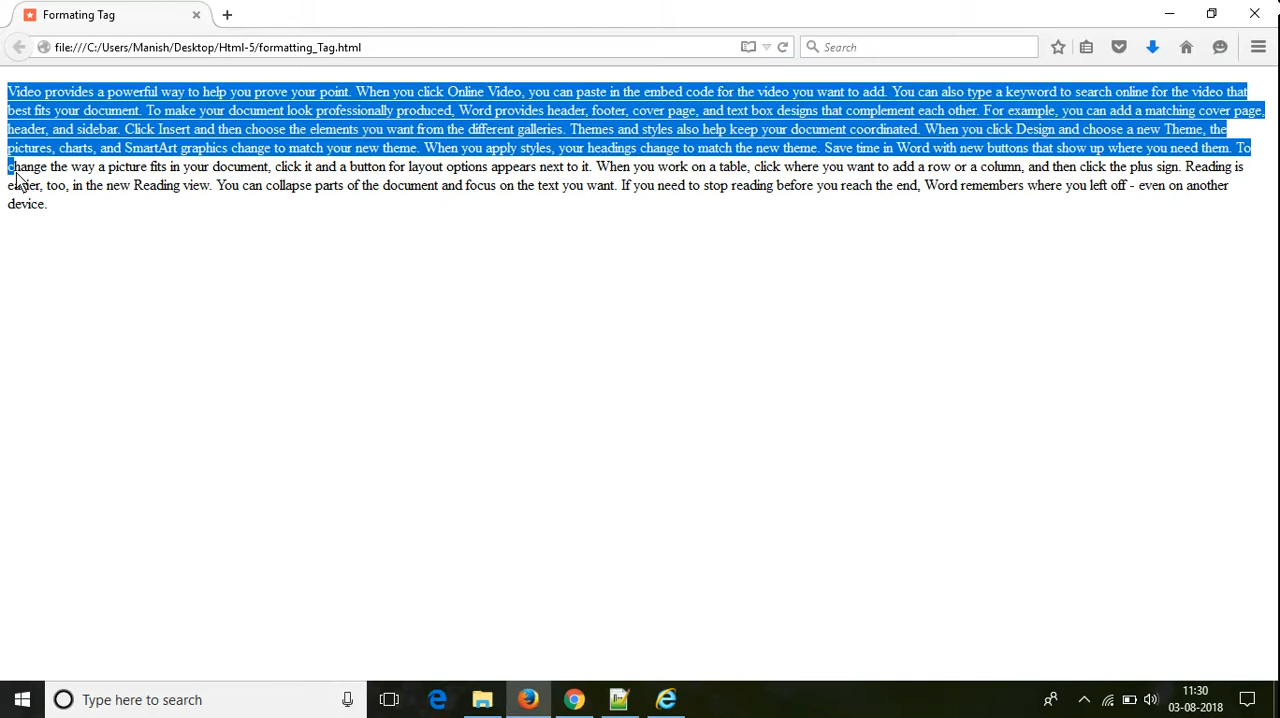 Formating Tag
file:///C:/Users/Manish/Desktop/Html-5/formatting_Tag.html
Search
Video provides a powerful way to help you prove your point. When you click Online Video, you can paste in the embed code for the video you want to add. You can also type a keyword to search online for the video that
best fits your document. To make your document look professionally produced, Word provides header, footer, cover page, and text box designs that complement each other. For example, you can add a matching cover page,
header, and sidebar. Click Insert and then choose the elements you want from the different galleries. Themes and styles also help keep your document coordinated. When you click Design and choose a new Theme, the
pictures, charts, and SmartArt graphics change to match your new theme. When you apply styles, your headings change to match the new theme. Save time in Word with new buttons that show up where you need them. To
change the way a picture fits in your document, click it and a button for layout options appears next to it. When you work on a table, click where you want to add a row or a column, and then click the plus sign. Reading is
easier, too, in the new Reading view. You can collapse parts of the document and focus on the text you want. If you need to stop reading before you reach the end, Word remembers where you left off - even on another
device.
Type here to search
11:30
03-08-2018